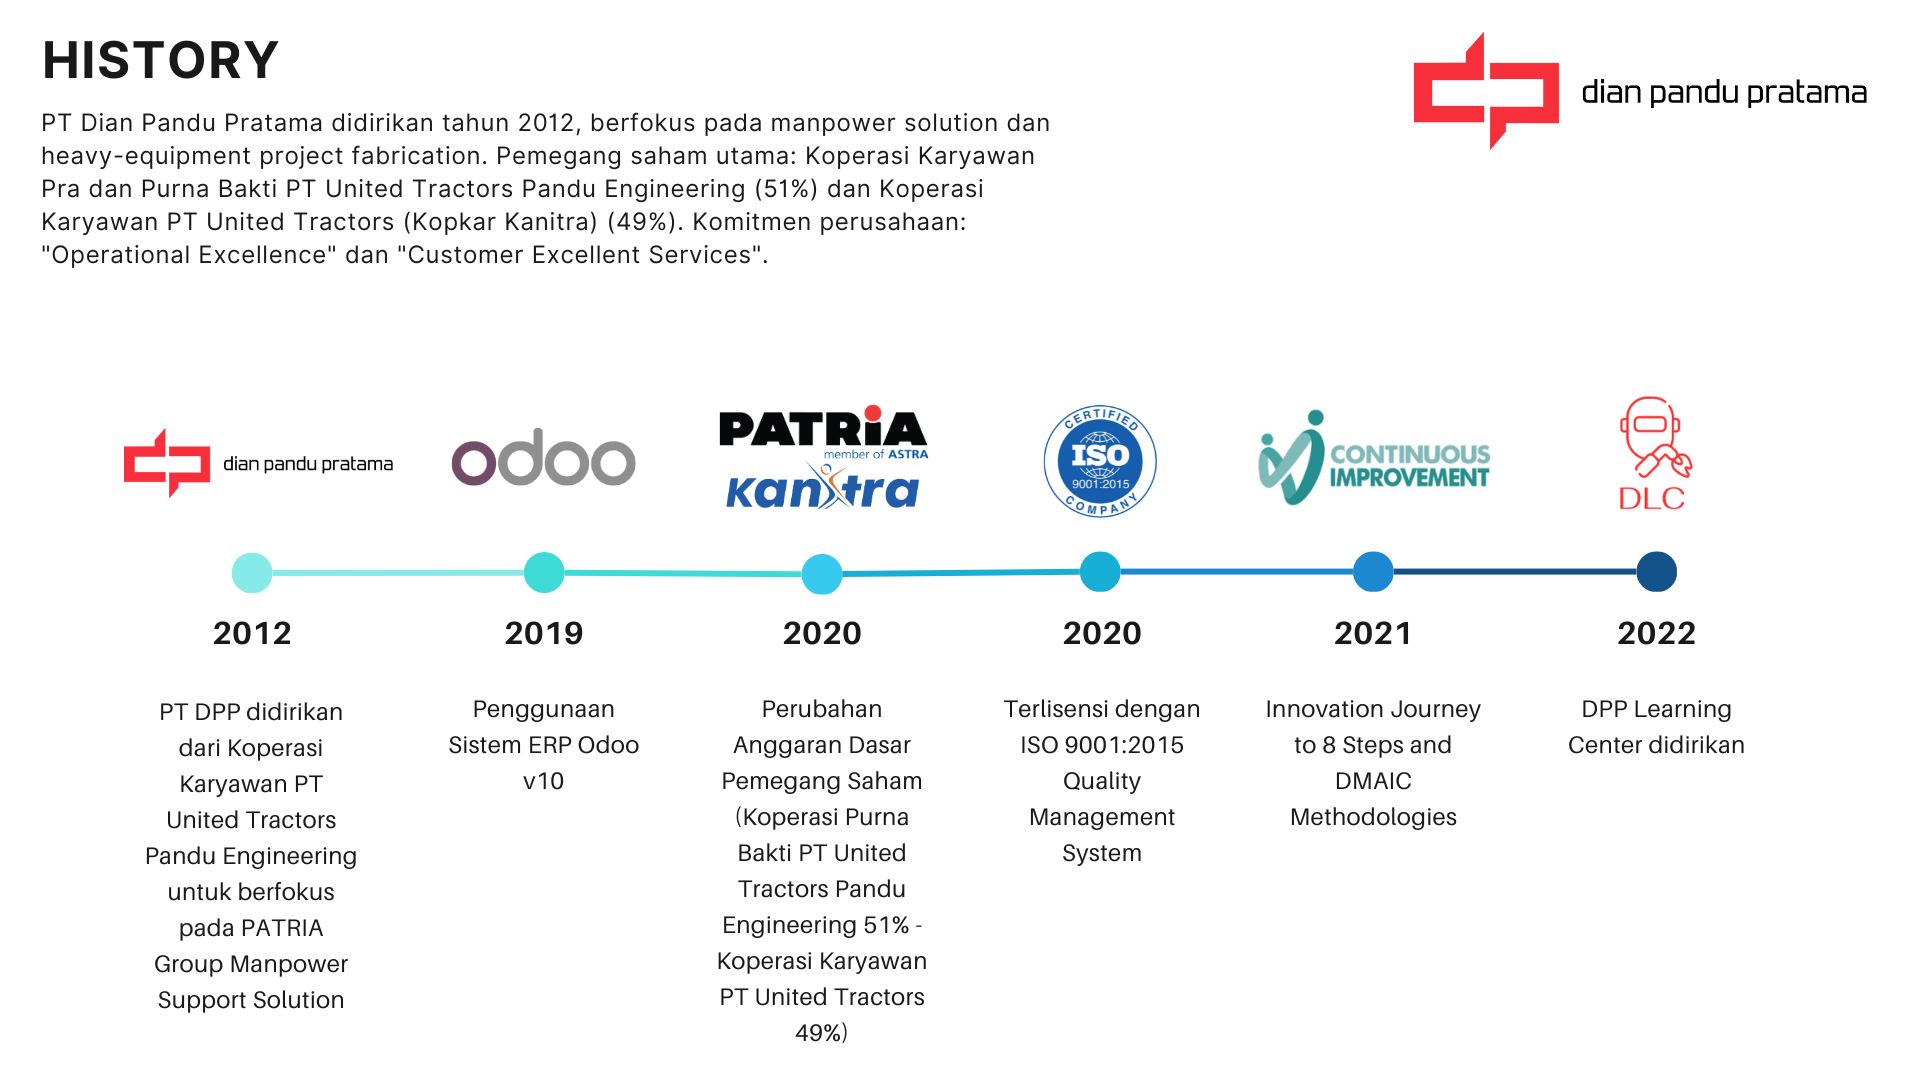 HISTORY
PT Dian Pandu Pratama didirikan tahun 2012, berfokus pada manpower solution dan
heavy-equipment project fabrication. Pemegang saham utama: Koperasi Karyawan
Pra dan Purna Bakti PT United Tractors Pandu Engineering (51%) dan Koperasi
Karyawan PT United Tractors (Kopkar Kanitra) (49%). Komitmen perusahaan:
"Operational Excellence" dan "Customer Excellent Services".
dian pandu pratama
dian pandu pratama
odoo
PATRiA
member of ASTRA
kanitra
CERTIFIED
ISO
9001:2015
COMPANY
CONTINUOUS
IMPROVEMENT
DLC
2012
PT DPP didirikan
dari Koperasi
Karyawan PT
United Tractors
Pandu Engineering
untuk berfokus
pada PATRIA
Group Manpower
Support Solution
2019
Penggunaan
Sistem ERP Odoo
v10
2020
Perubahan
Anggaran Dasar
Pemegang Saham
(Koperasi Purna
Bakti PT United
Tractors Pandu
Engineering 51% -
Koperasi Karyawan
PT United Tractors
49%)
2020
Terlisensi dengan
ISO 9001:2015
Quality
Management
System
2021
Innovation Journey
to 8 Steps and
DMAIC
Methodologies
2022
DPP Learning
Center didirikan